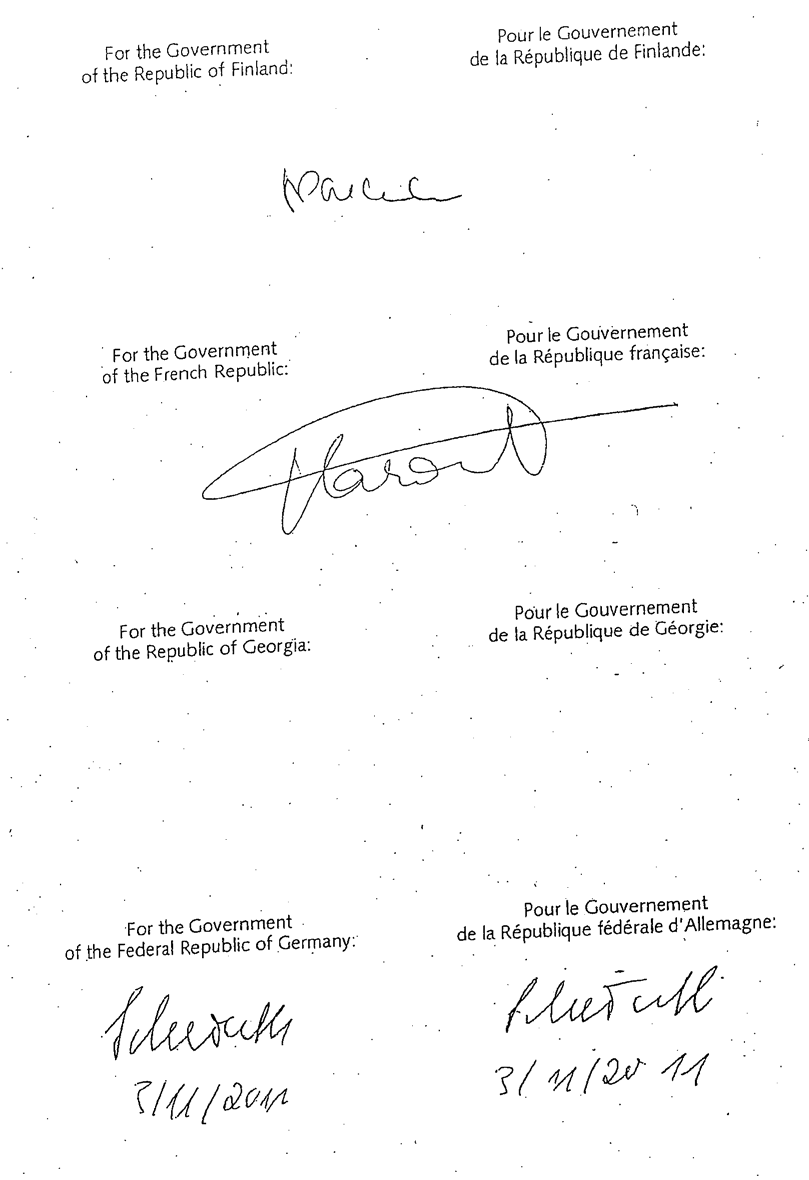 For the Government
of the Republic of Finland:
Pour le Gouvernement
de la République de Finlande:
For the Government
of the French Republic:
Pour le Gouvernement
de la République française:
For the Government
of the Republic of Georgia:
Pour le Gouvernement
de la République de Géorgie:
For the Government
of the Federal Republic of Germany:
Pour le Gouvernement
de la République fédérale d'Allemagne:
3/11/2011
3/11/2011